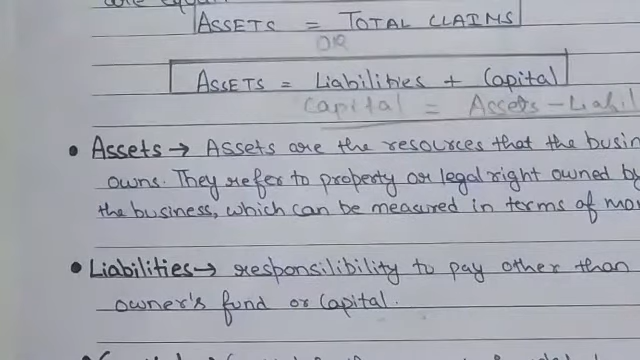 ASSETS = TOTAL CLAIMS
OR
ASSETS = Liabilities + Capital
Capital = Assets - Liabil
• Assets → Assets are the resources that the busin
owns. They refer to property or legal right owned by
the business, which can be measured in terms of mo
• Liabilities → responsilibility to pay other than
owner's fund or Capital.